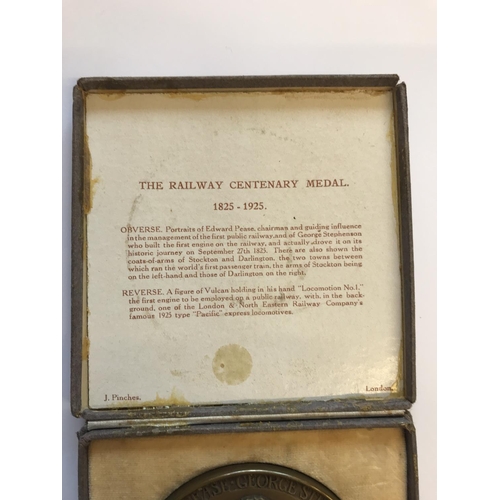 THE RAILWAY CENTENARY MEDAL.
1825 - 1925.
OBVERSE. Portraits of Edward Pease, chairman and guiding influence
in the management of the first public railway, and of George Stephenson
who built the first engine on the railway, and actually drove it on its
historic journey on September 27th 1825. There are also shown the
coats-of-arms of Stockton and Darlington, the two towns between
which ran the world's first passenger train, the arms of Stockton being
on the left-hand and those of Darlington on the right.
REVERSE. A figure of Vulcan holding in his hand "Locomotion No.1,"
the first engine to be employed on a public railway, with, in the back-
ground, one of the London & North Eastern Railway Company's
famous 1925 type "Pacific" express locomotives.
J. Pinches. London.
GEORGE